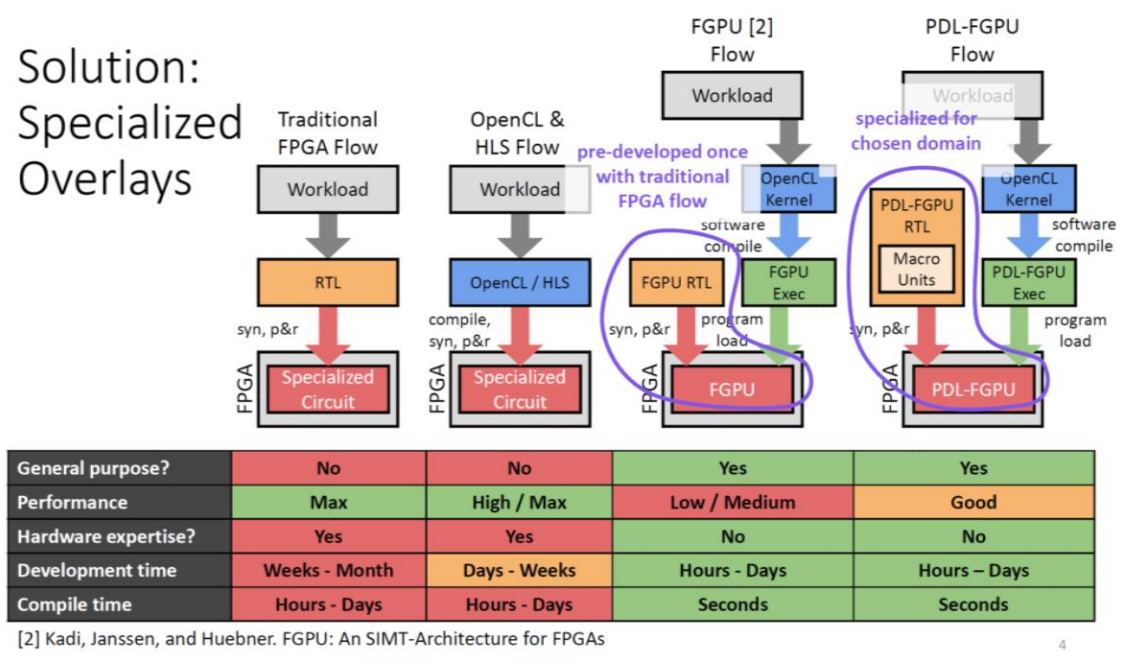 Solution:
Specialized
Overlays
Traditional
FPGA Flow
Workload
RTL
syn, p&r
FPGA
Specialized
Circuit
OpenCL &
HLS Flow
Workload
OpenCL / HLS
compile,
syn, p&r
FPGA
Specialized
Circuit
FGPU [2]
Flow
Workload
pre-developed once
with traditional
FPGA flow
OpenCL
Kernel
software
compile
FGPU RTL
FGPU
Exec
syn, p&r
program
load
FPGA
FGPU
PDL-FGPU
Flow
Workload
specialized for
chosen domain
OpenCL
Kernel
PDL-FGPU
RTL
Macro
Units
software
compile
PDL-FGPU
Exec
syn, p&r
program
load
FPGA
PDL-FGPU
General purpose? No No Yes Yes
Performance Max High / Max Low / Medium Good
Hardware expertise? Yes Yes No No
Development time Weeks - Month Days - Weeks Hours - Days Hours – Days
Compile time Hours - Days Hours - Days Seconds Seconds
[2] Kadi, Janssen, and Huebner. FGPU: An SIMT-Architecture for FPGAs
4